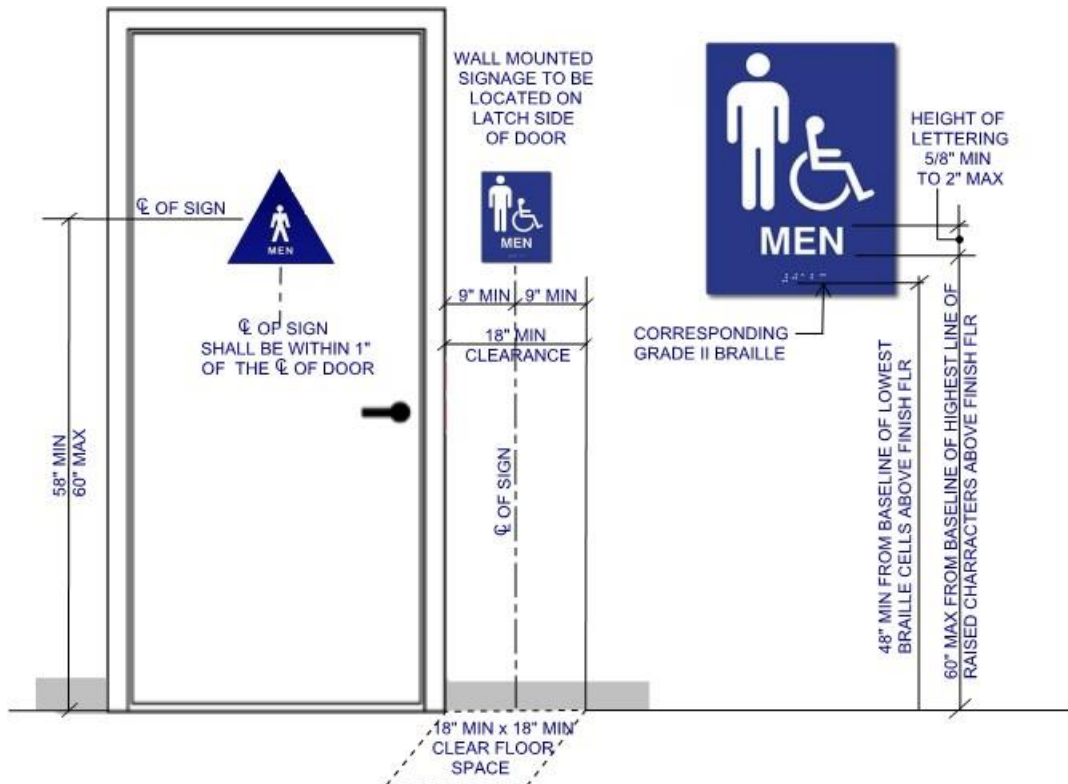 WALL MOUNTED
SIGNAGE TO BE
LOCATED ON
LATCH SIDE
OF DOOR
℄ OF SIGN
MEN
℄ OF SIGN
SHALL BE WITHIN 1"
OF THE ℄ OF DOOR
58" MIN
60" MAX
MEN
9" MIN
9" MIN
18" MIN
CLEARANCE
℄ OF SIGN
18" MIN x 18" MIN
CLEAR FLOOR
SPACE
MEN
HEIGHT OF
LETTERING
5/8" MIN
TO 2" MAX
CORRESPONDING
GRADE II BRAILLE
48" MIN FROM BASELINE OF LOWEST
BRAILLE CELLS ABOVE FINISH FLR
60" MAX FROM BASELINE OF HIGHEST LINE OF
RAISED CHARRACTERS ABOVE FINISH FLR